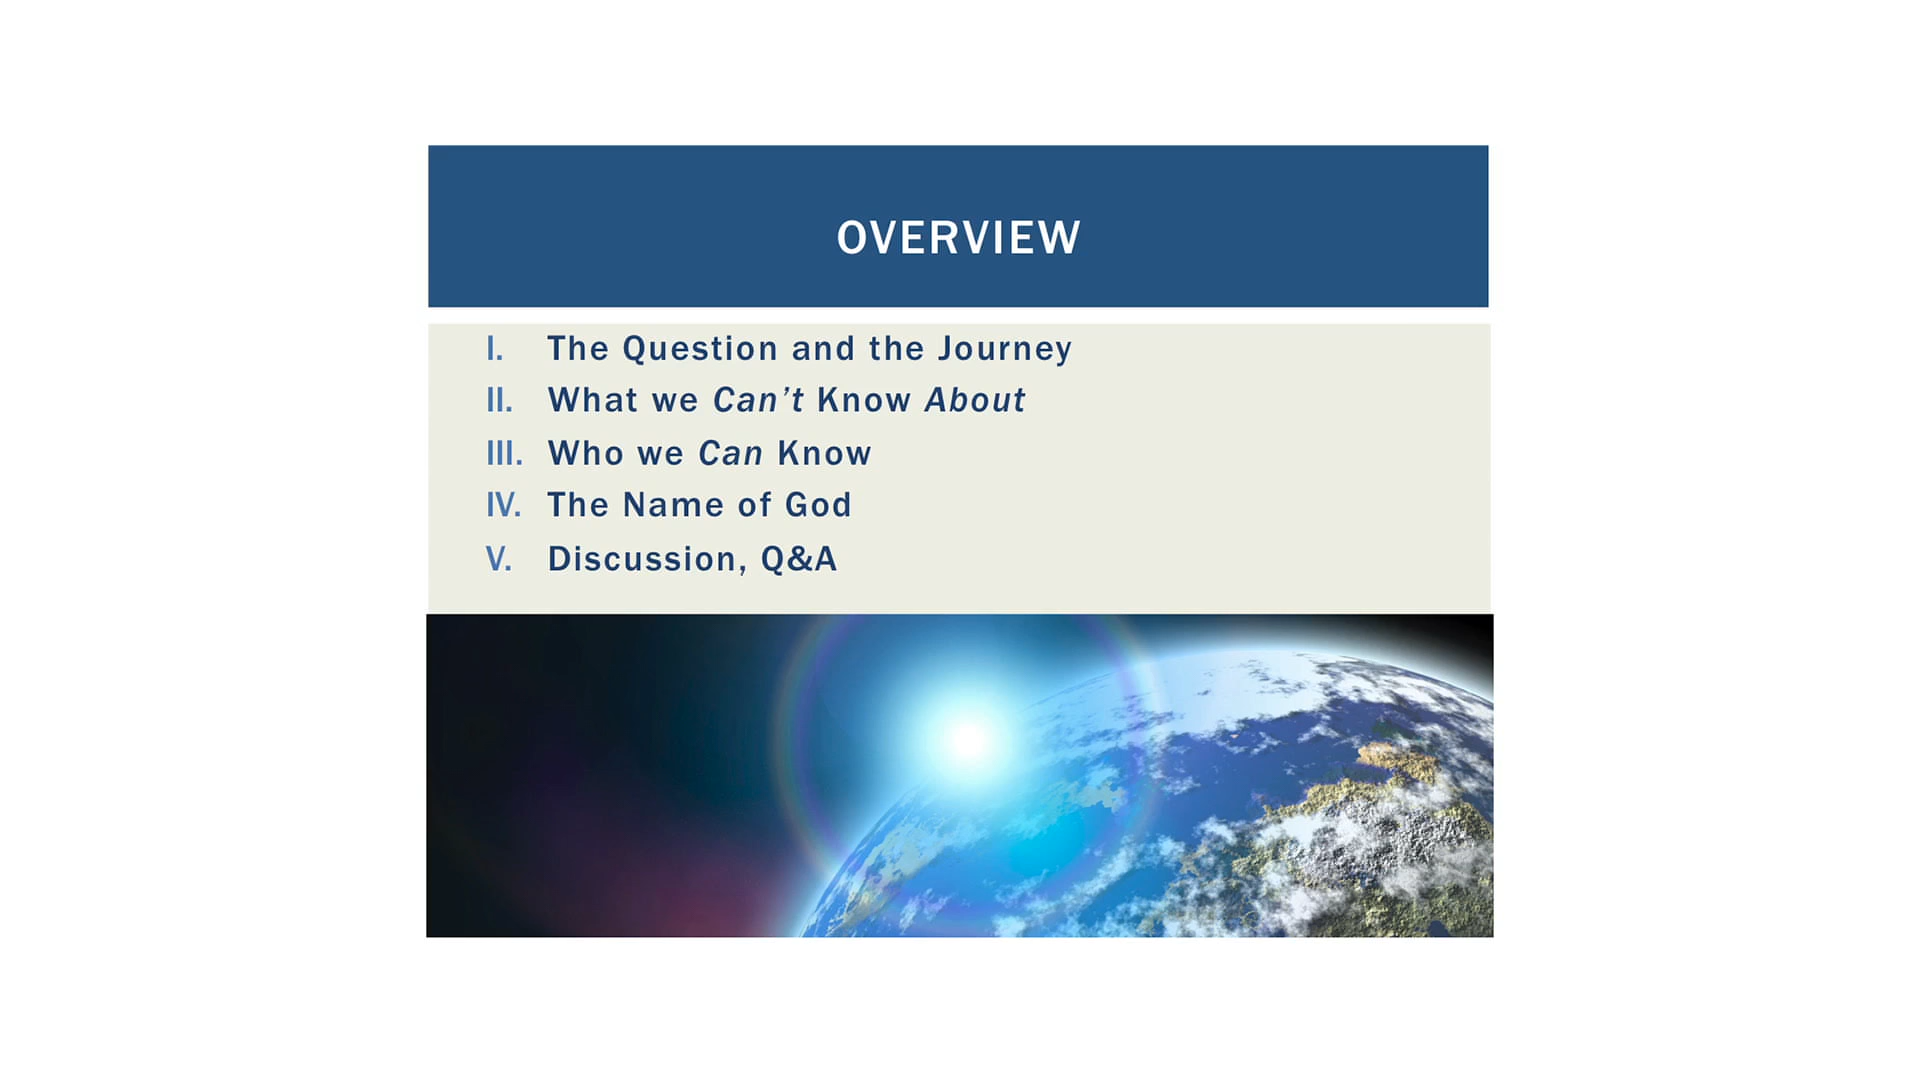 OVERVIEW
I. The Question and the Journey
II. What we Can’t Know About
III. Who we Can Know
IV. The Name of God
V. Discussion, Q&A